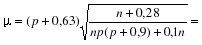 μ = (p + 0,63)√((n + 0,28)/(np(p + 0,9) + 0,1n)) =